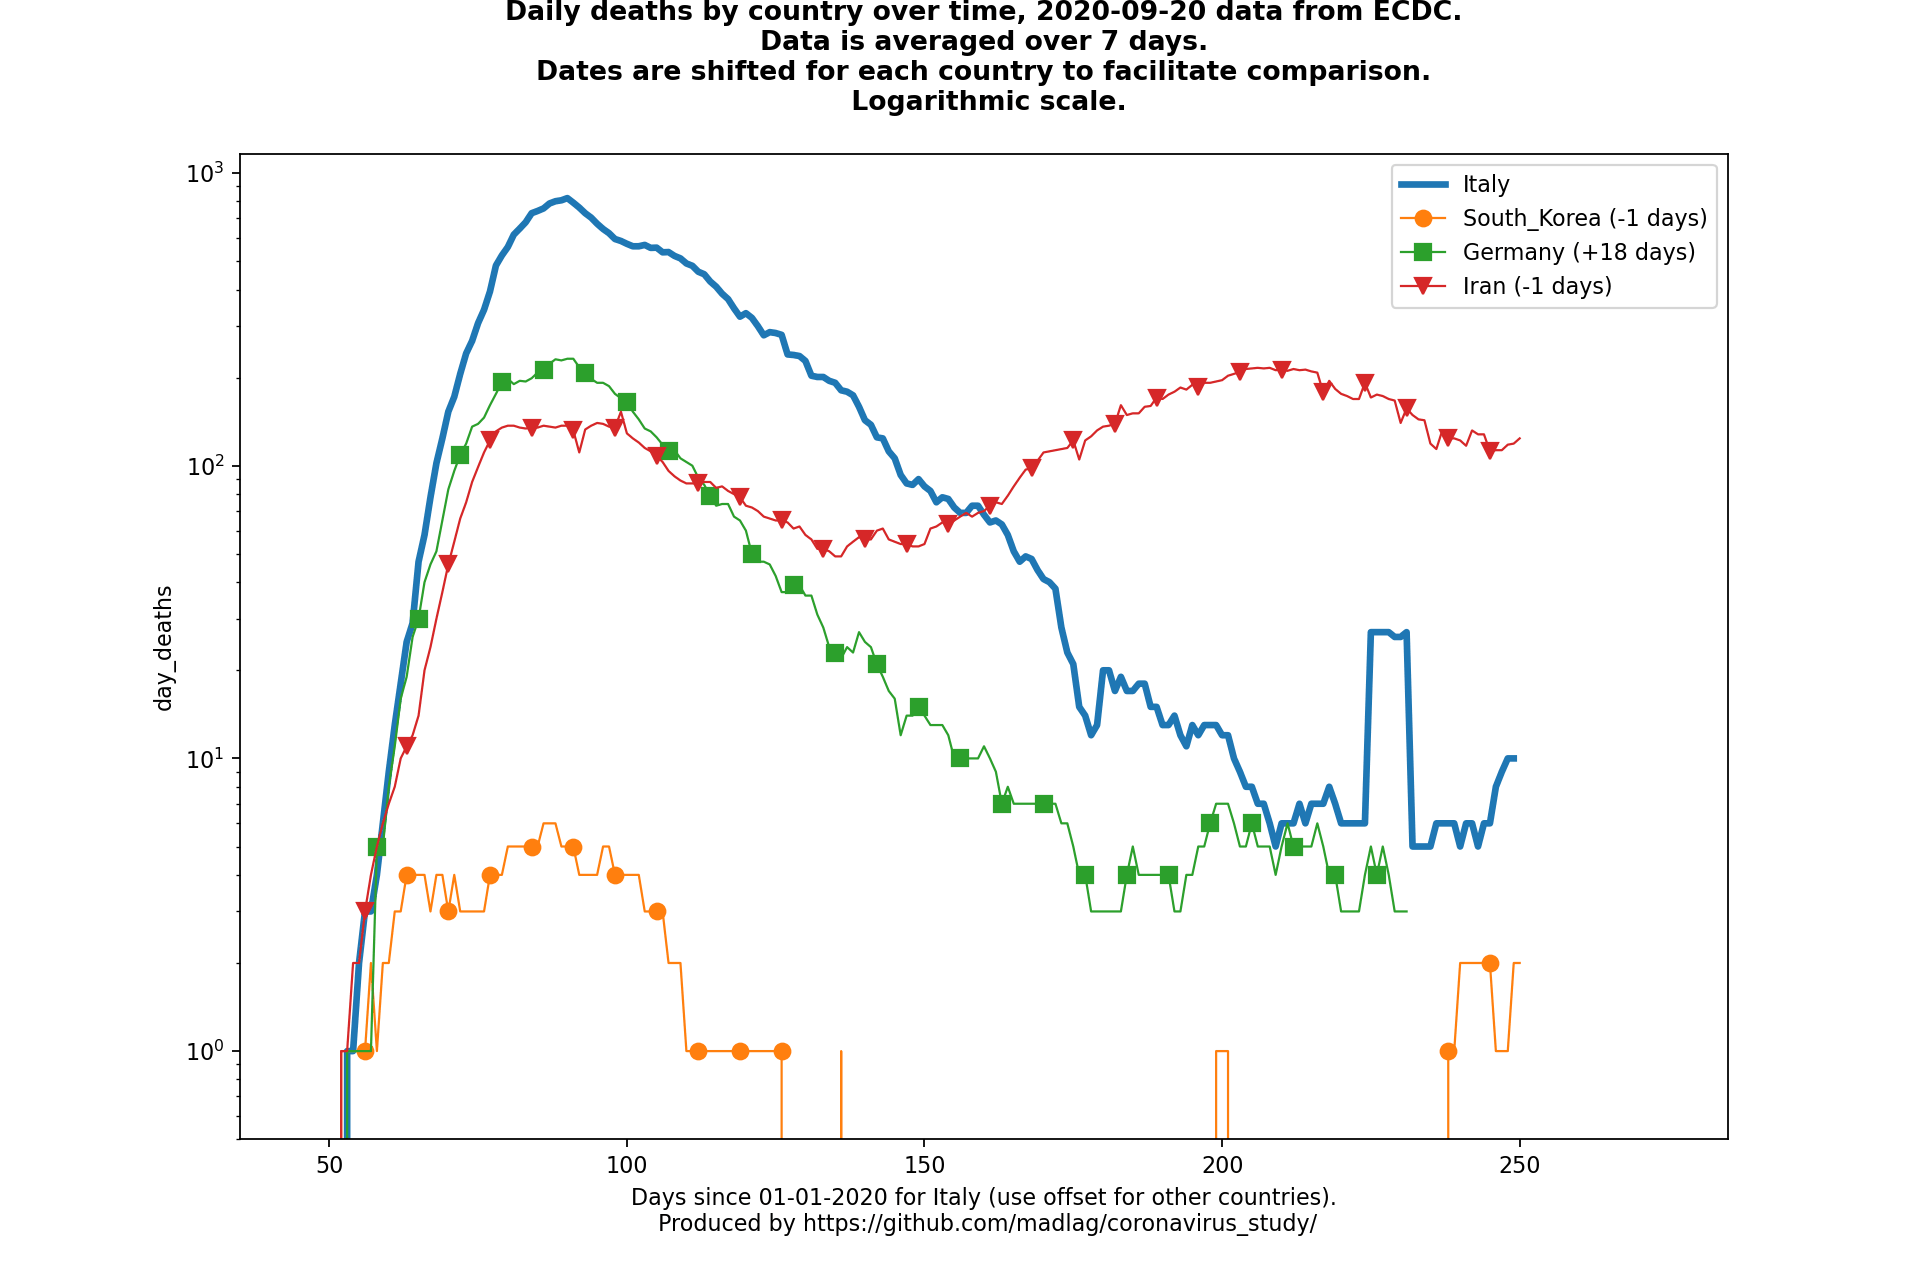 Daily deaths by country over time, 2020-09-20 data from ECDC.
Data is averaged over 7 days.
Dates are shifted for each country to facilitate comparison.
Logarithmic scale.
10³
10²
10¹
10⁰
day_deaths
Italy
South_Korea (-1 days)
Germany (+18 days)
Iran (-1 days)
50
100
150
200
250
Days since 01-01-2020 for Italy (use offset for other countries).
Produced by https://github.com/madlag/coronavirus_study/